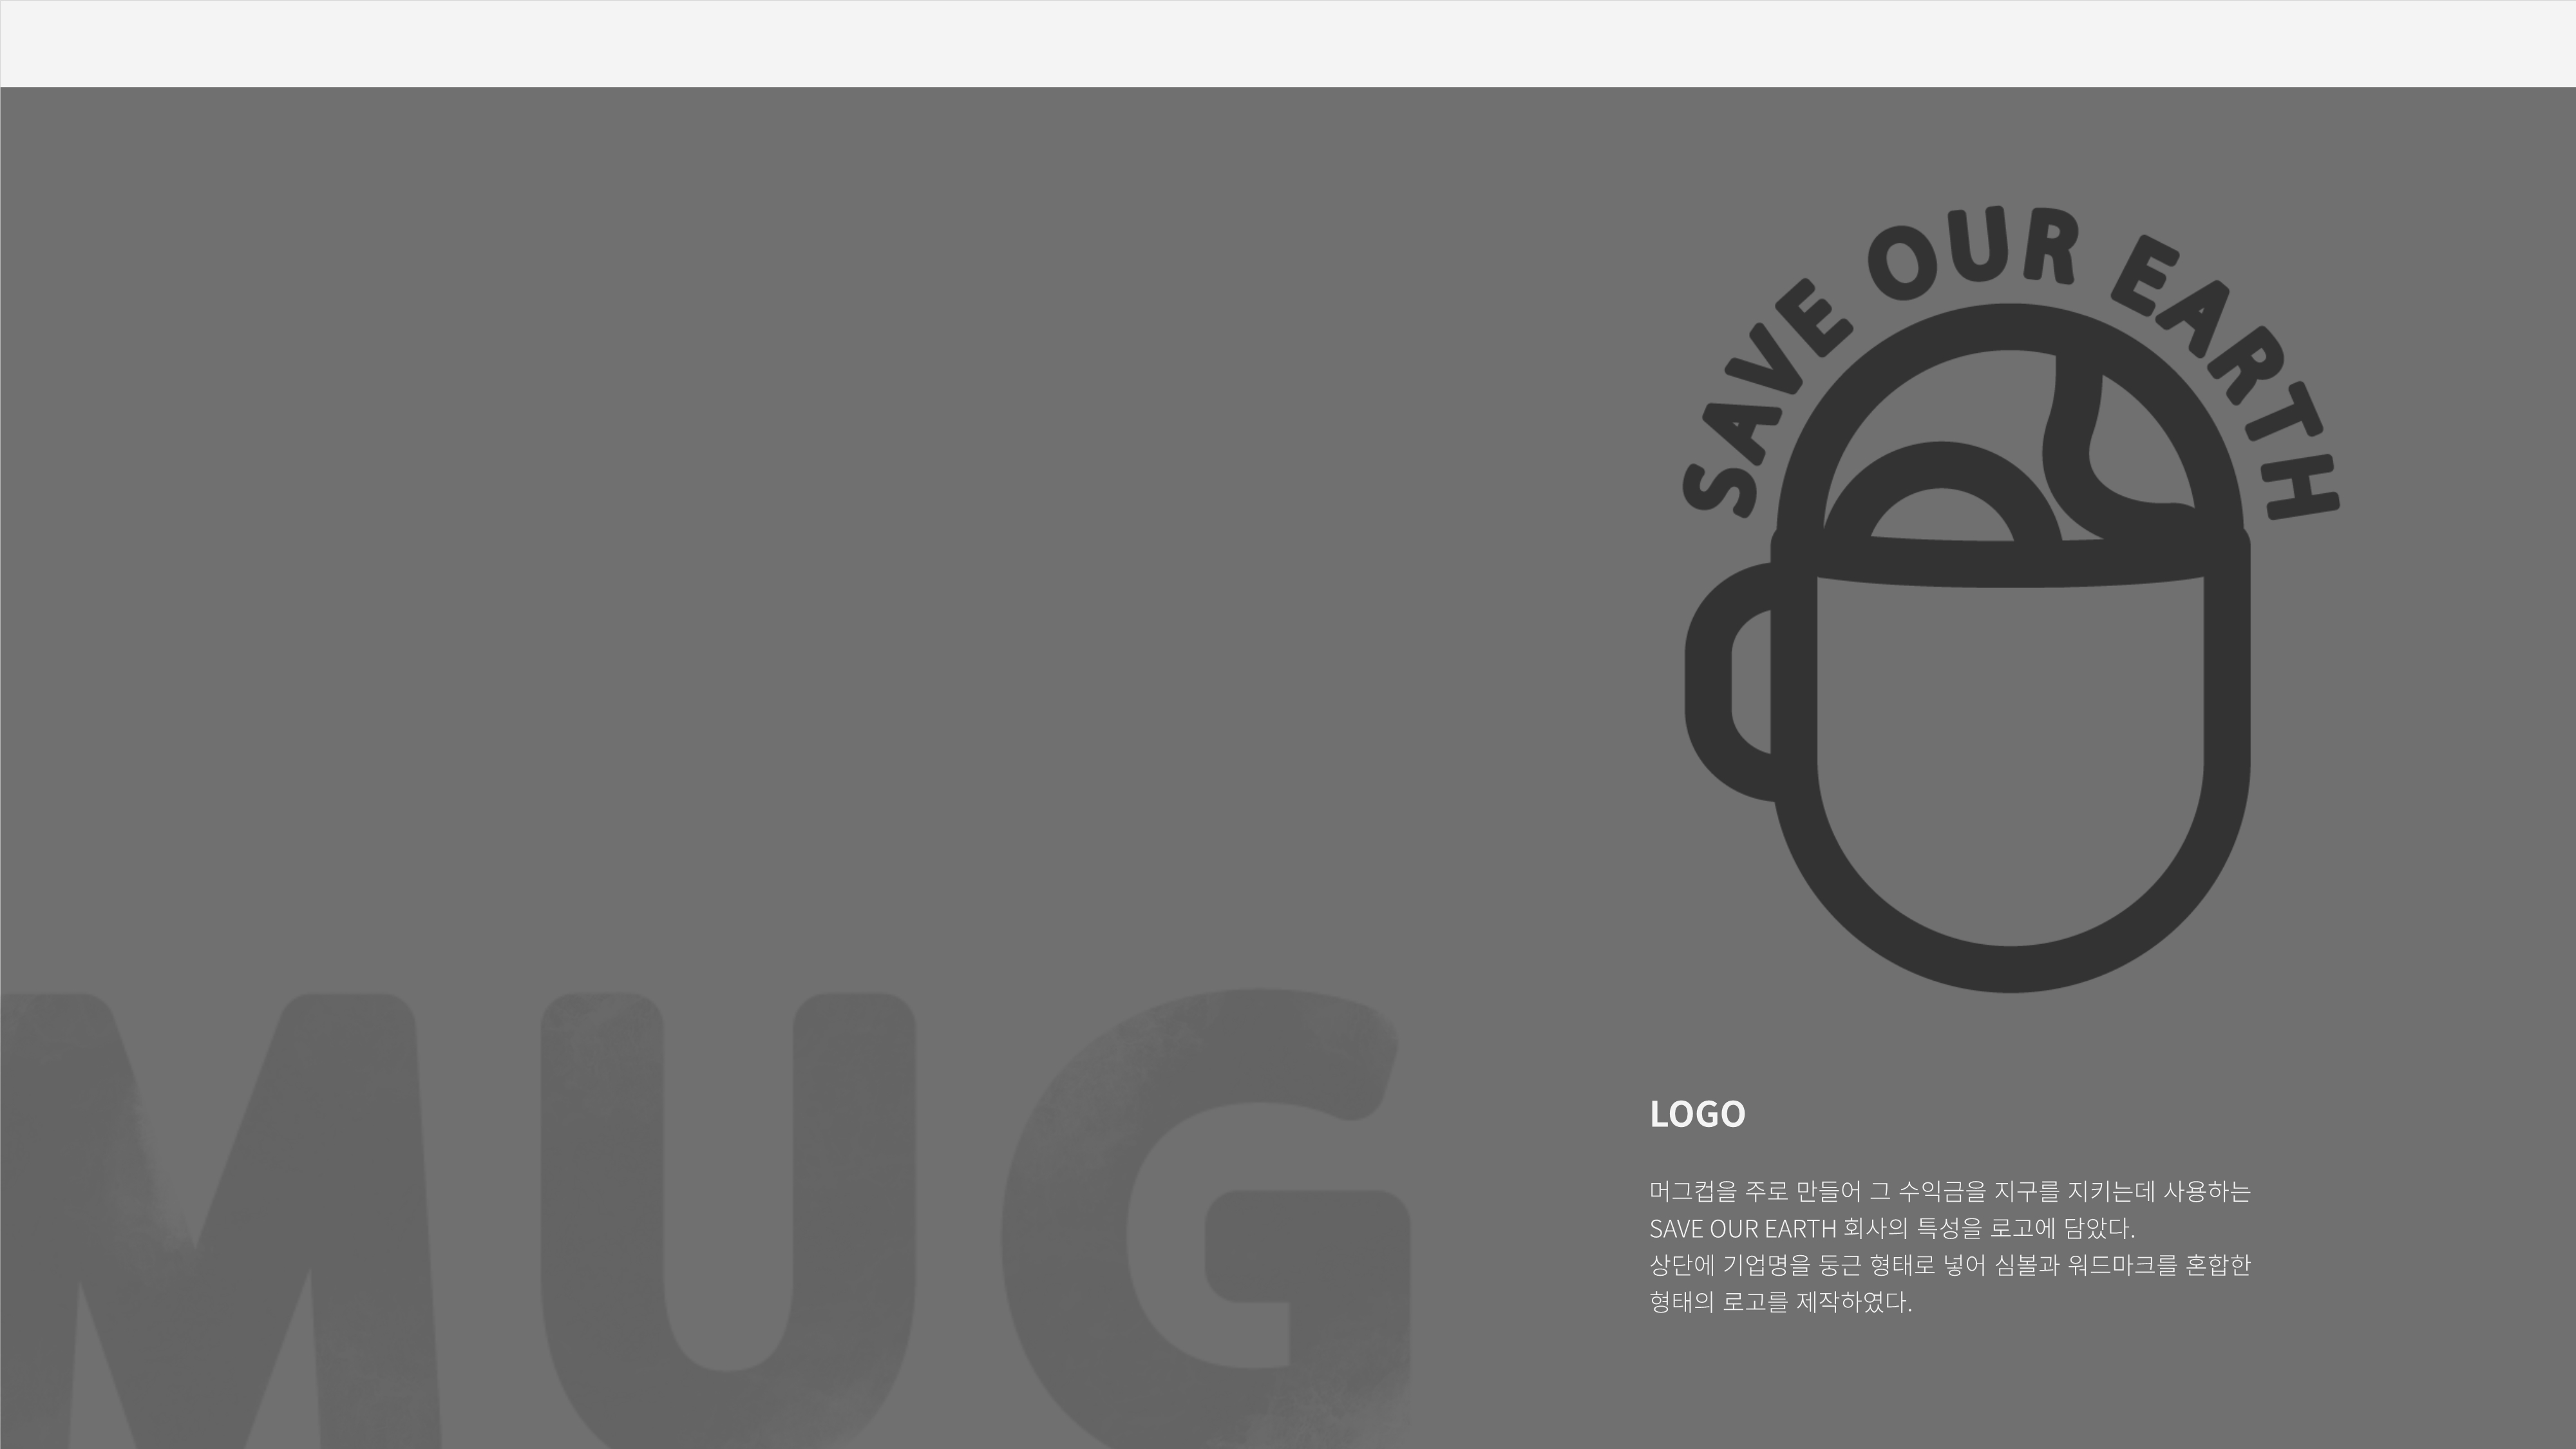 SAVE OUR EARTH
MUG
LOGO
머그컵을 주로 만들어 그 수익금을 지구를 지키는데 사용하는
SAVE OUR EARTH 회사의 특성을 로고에 담았다.
상단에 기업명을 둥근 형태로 넣어 심볼과 워드마크를 혼합한
형태의 로고를 제작하였다.